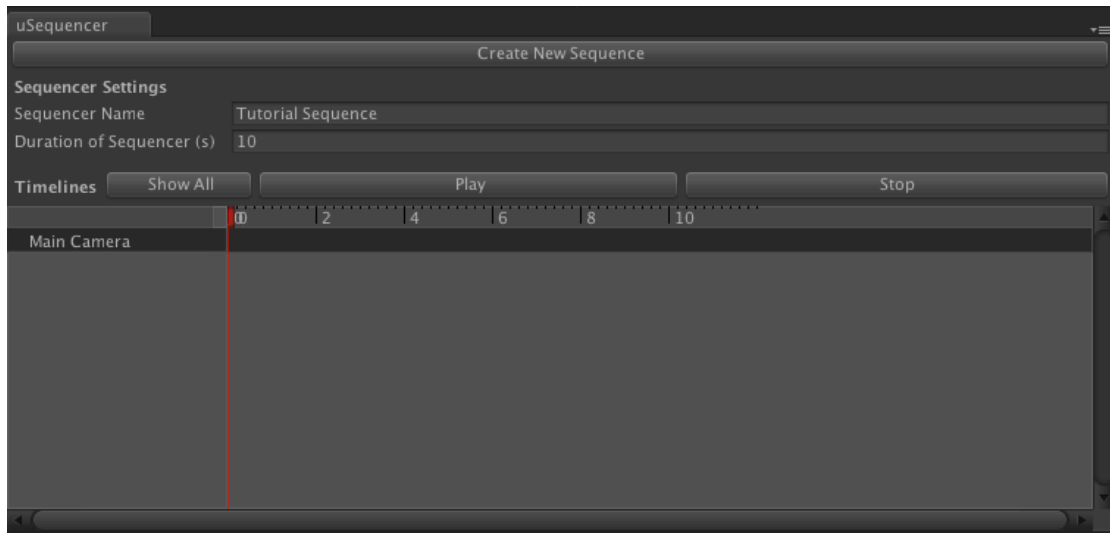 uSequencer
Create New Sequence
Sequencer Settings
Sequencer Name Tutorial Sequence
Duration of Sequencer (s) 10
Timelines Show All Play Stop
0 2 4 6 8 10
Main Camera